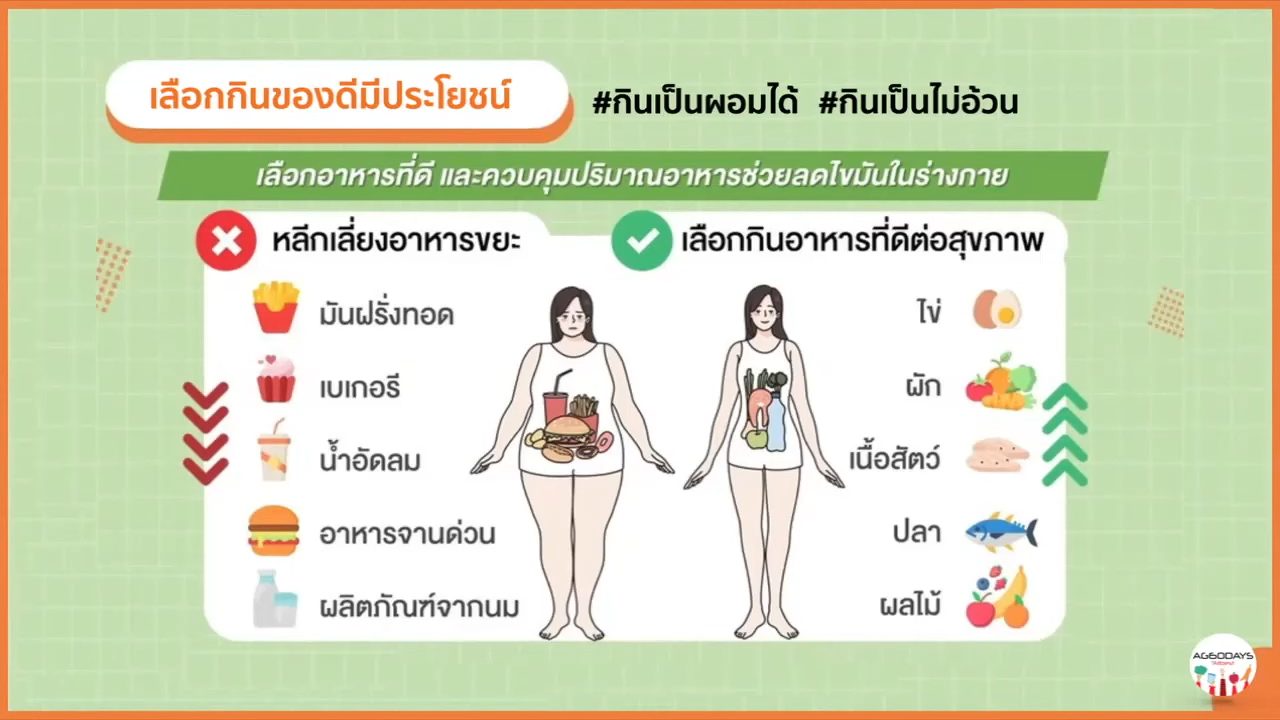 เลือกกินของดีมีประโยชน์
#กินเป็นผอมได้ #กินเป็นไม่อ้วน
เลือกอาหารที่ดี และควบคุมปริมาณอาหารช่วยลดไขมันในร่างกาย
หลีกเลี่ยงอาหารขยะ
มันฝรั่งทอด
เบเกอรี
น้ำอัดลม
อาหารจานด่วน
ผลิตภัณฑ์จากนม
เลือกกินอาหารที่ดีต่อสุขภาพ
ไข่
ผัก
เนื้อสัตว์
ปลา
ผลไม้
AG60DAYS